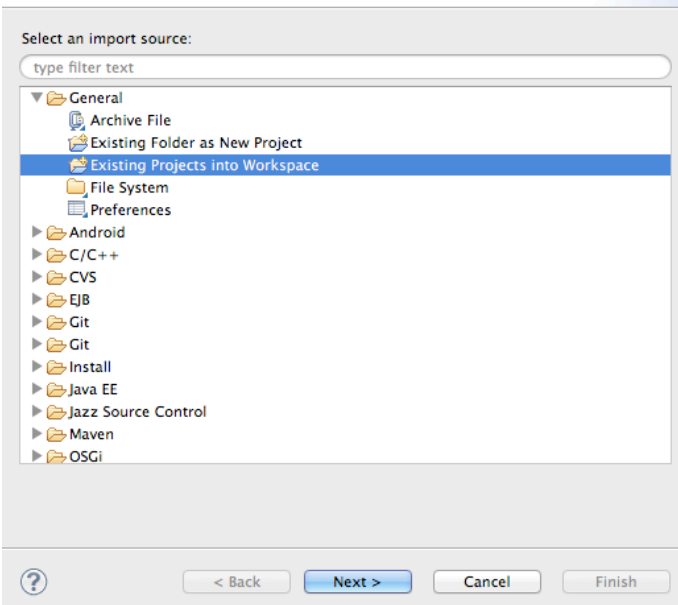 Select an import source:
type filter text
General
Archive File
Existing Folder as New Project
Existing Projects into Workspace
File System
Preferences
Android
C/C++
CVS
EJB
Git
Git
Install
Java EE
Jazz Source Control
Maven
OSGi
? < Back Next > Cancel Finish